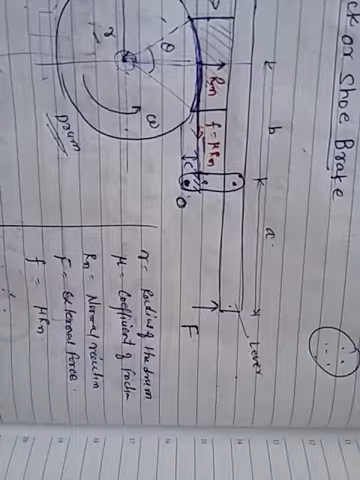 ck or Shoe Brake
r
θ
Rn
b
f = μRn
ω
drum
c
O
a
F
Lever
r = Radius of the drum
μ = Coefficient of friction
Rn = Normal reaction
F = External force.
f = μRn